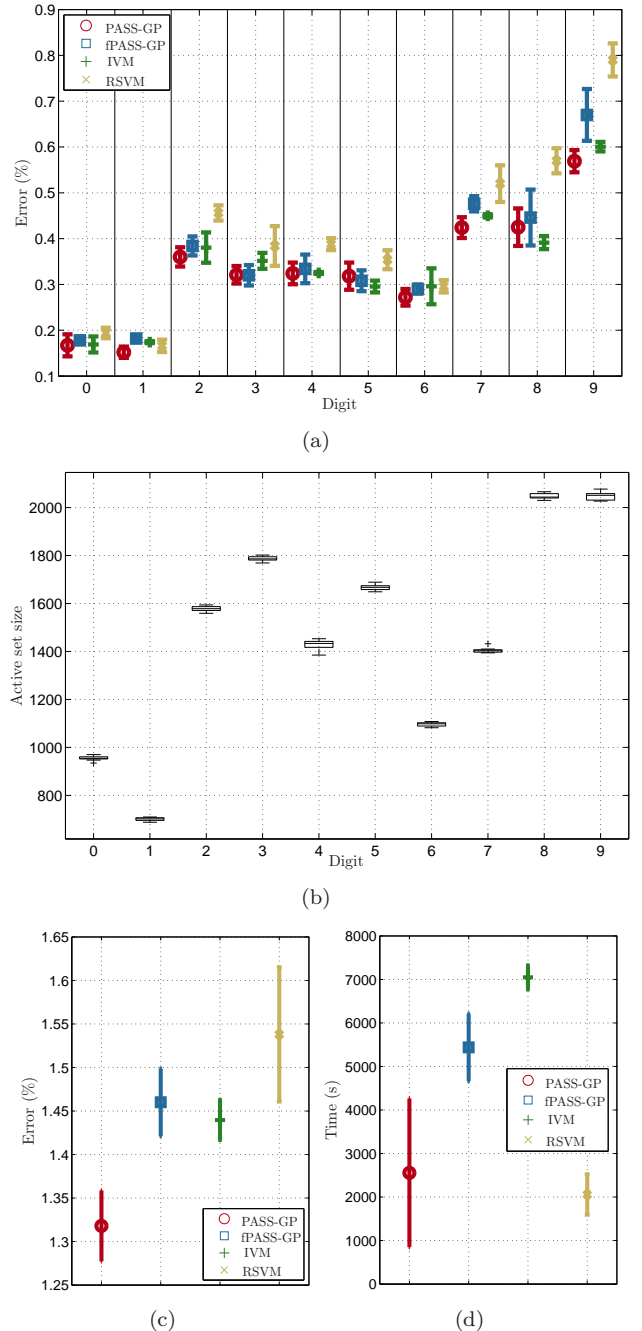 0.9
0.8
0.7
0.6
0.5
0.4
0.3
0.2
0.1
Error (%)
PASS-GP
fPASS-GP
IVM
RSVM
0 1 2 3 4 5 6 7 8 9
Digit
(a)
2000
1800
1600
1400
1200
1000
800
Active set size
0 1 2 3 4 5 6 7 8 9
Digit
(b)
1.65
1.6
1.55
1.5
1.45
1.4
1.35
1.3
1.25
Error (%)
PASS-GP
fPASS-GP
IVM
RSVM
(c)
8000
7000
6000
5000
4000
3000
2000
1000
0
Time (s)
PASS-GP
fPASS-GP
IVM
RSVM
(d)